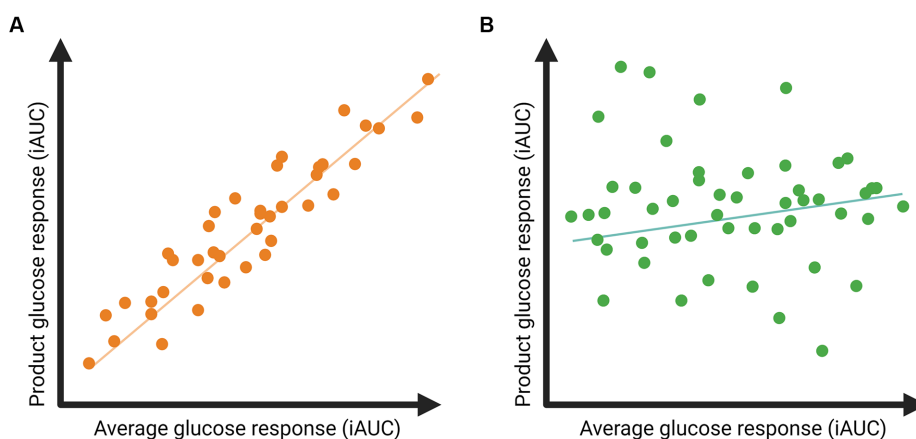 A
Product glucose response (iAUC)
Average glucose response (iAUC)
B
Product glucose response (iAUC)
Average glucose response (iAUC)